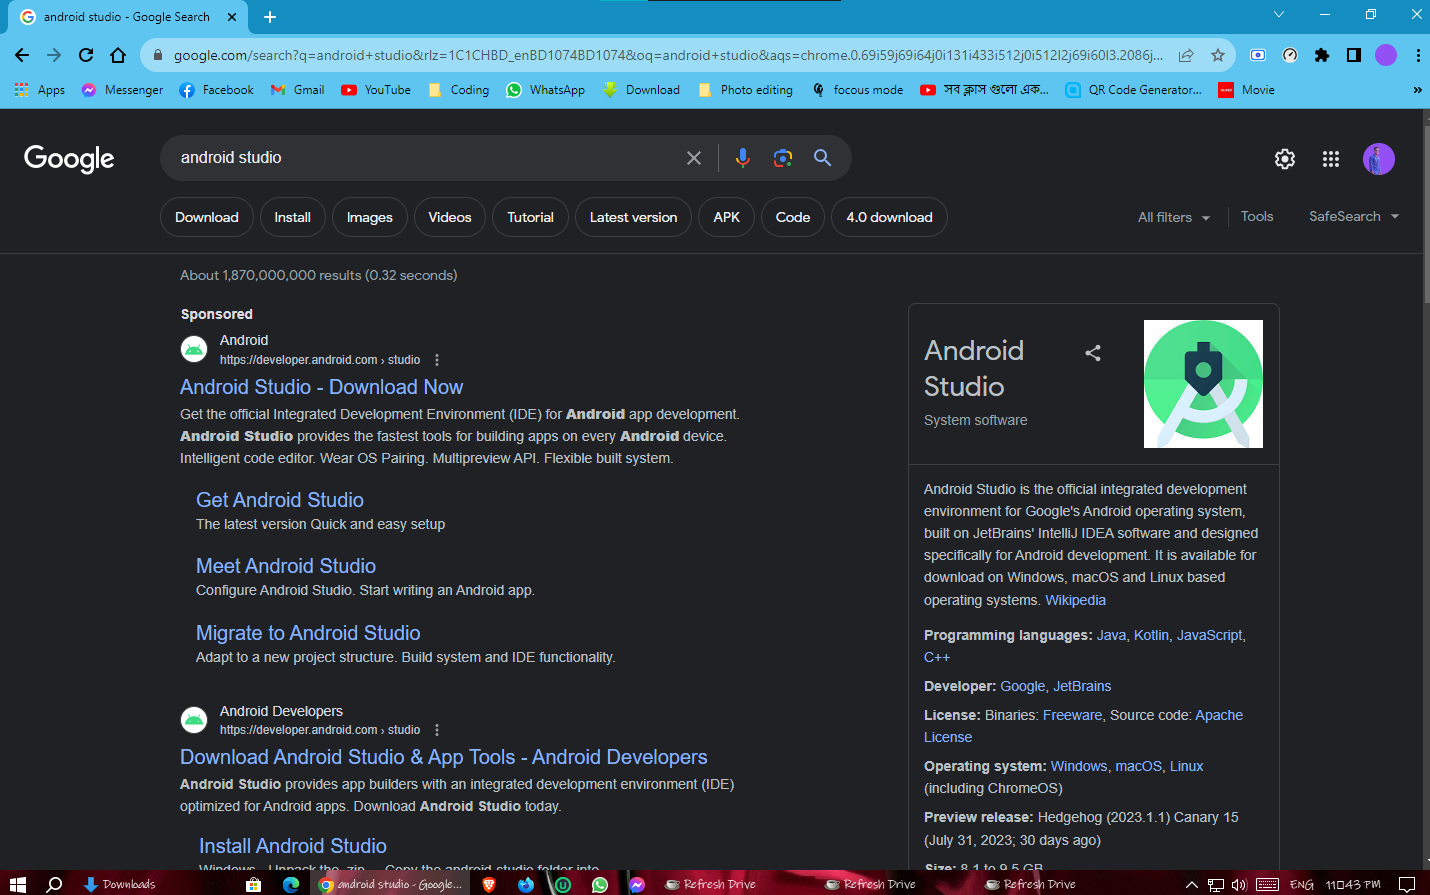 android studio - Google Search
google.com/search?q=android+studio&rlz=1C1CHBD_enBD1074BD1074&oq=android+studio&aqs=chrome.0.69i59j69i64j0i131i433i512j0i512l2j69i60l3.2086j...
Apps Messenger Facebook Gmail YouTube Coding WhatsApp Download Photo editing focous mode সব ক্লাস গুলো এক... QR Code Generator... Movie »
Google
android studio
Download Install Images Videos Tutorial Latest version APK Code 4.0 download
All filters Tools SafeSearch
About 1,870,000,000 results (0.32 seconds)
Sponsored
Android
https://developer.android.com › studio
Android Studio - Download Now
Get the official Integrated Development Environment (IDE) for Android app development.
Android Studio provides the fastest tools for building apps on every Android device.
Intelligent code editor. Wear OS Pairing. Multipreview API. Flexible built system.
Get Android Studio
The latest version Quick and easy setup
Meet Android Studio
Configure Android Studio. Start writing an Android app.
Migrate to Android Studio
Adapt to a new project structure. Build system and IDE functionality.
Android Developers
https://developer.android.com › studio
Download Android Studio & App Tools - Android Developers
Android Studio provides app builders with an integrated development environment (IDE)
optimized for Android apps. Download Android Studio today.
Install Android Studio
Windows · Unpack the .zip ... Copy the android studio folder into
Android
Studio
System software
Android Studio is the official integrated development
environment for Google's Android operating system,
built on JetBrains' IntelliJ IDEA software and designed
specifically for Android development. It is available for
download on Windows, macOS and Linux based
operating systems. Wikipedia
Programming languages: Java, Kotlin, JavaScript,
C++
Developer: Google, JetBrains
License: Binaries: Freeware, Source code: Apache
License
Operating system: Windows, macOS, Linux
(including ChromeOS)
Preview release: Hedgehog (2023.1.1) Canary 15
(July 31, 2023; 30 days ago)
Size: 8.1 to 9.5 GB
Downloads android studio - Google... Refresh Drive Refresh Drive Refresh Drive ENG 11:43 PM